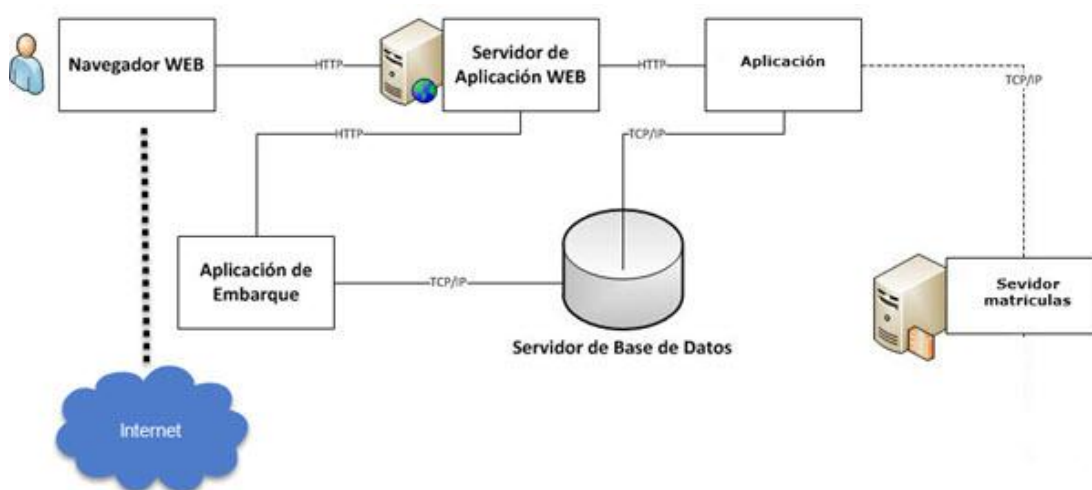 Navegador WEB
HTTP
Servidor de
Aplicación WEB
HTTP
Aplicación
TCP/IP
HTTP
TCP/IP
Aplicación de
Embarque
TCP/IP
Servidor de Base de Datos
Sevidor
matriculas
Internet